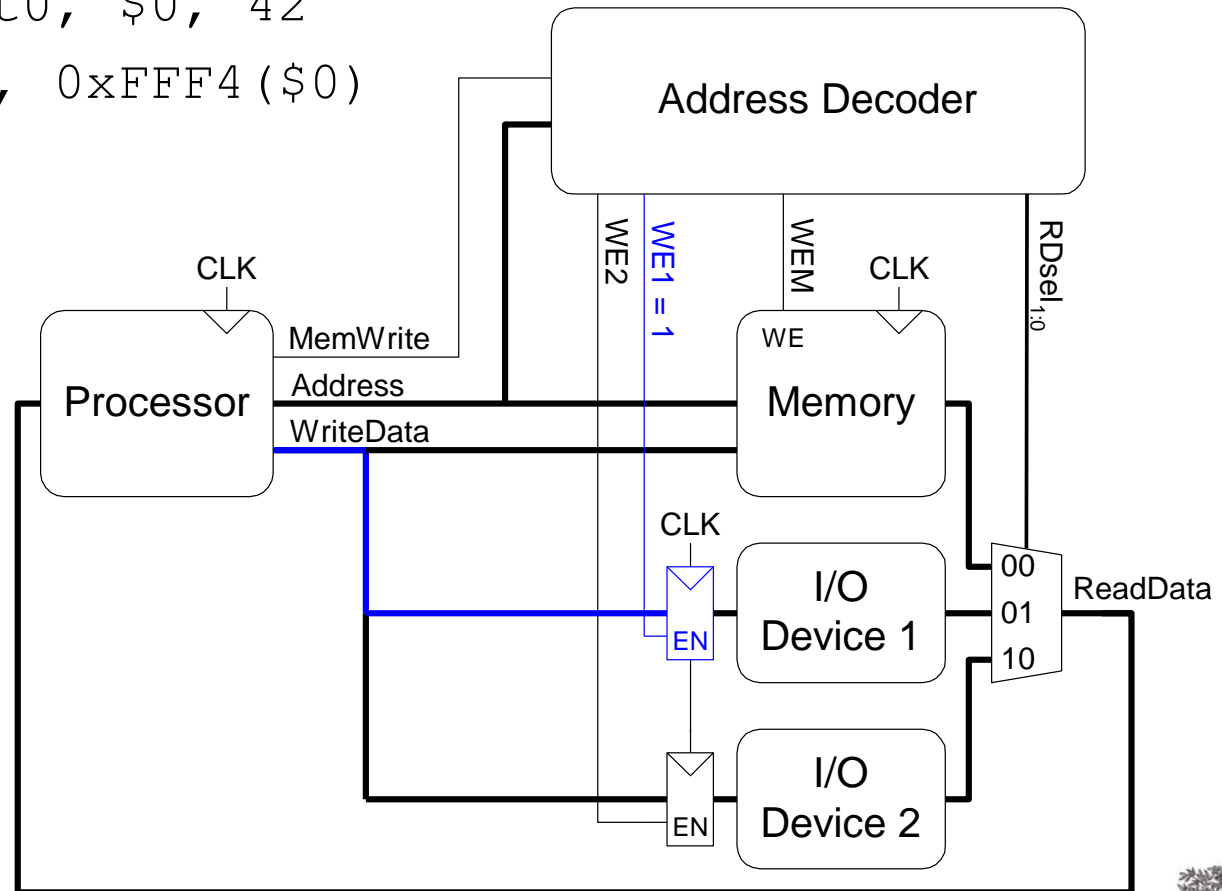 $0, 42
, 0xFFF4($0)
Address Decoder
WE2
WE1 = 1
WEM
RDsel1:0
CLK
CLK
Processor
MemWrite
Address
WriteData
WE
Memory
CLK
EN
I/O
Device 1
00
01
10
ReadData
EN
I/O
Device 2